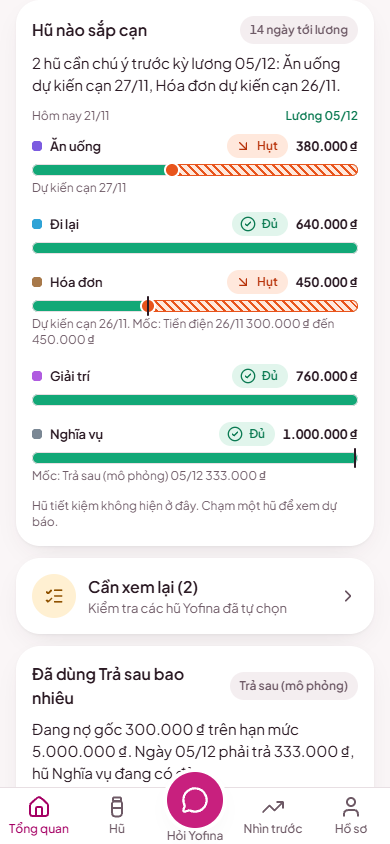 Hũ nào sắp cạn
14 ngày tới lương
2 hũ cần chú ý trước kỳ lương 05/12: Ăn uống
dự kiến cạn 27/11, Hóa đơn dự kiến cạn 26/11.
Hôm nay 21/11
Lương 05/12
Ăn uống
Hụt
380.000 ₫
Dự kiến cạn 27/11
Đi lại
Đủ
640.000 ₫
Hóa đơn
Hụt
450.000 ₫
Dự kiến cạn 26/11. Mốc: Tiền điện 26/11 300.000 ₫ đến
450.000 ₫
Giải trí
Đủ
760.000 ₫
Nghĩa vụ
Đủ
1.000.000 ₫
Mốc: Trả sau (mô phỏng) 05/12 333.000 ₫
Hũ tiết kiệm không hiện ở đây. Chạm một hũ để xem dự
báo.
Cần xem lại (2)
Kiểm tra các hũ Yofina đã tự chọn
Đã dùng Trả sau bao
nhiêu
Trả sau (mô phỏng)
Đang nợ gốc 300.000 ₫ trên hạn mức
5.000.000 ₫. Ngày 05/12 phải trả 333.000 ₫,
hũ Nghĩa vụ đang có
Tổng quan
Hũ
Hỏi Yofina
Nhìn trước
Hồ sơ